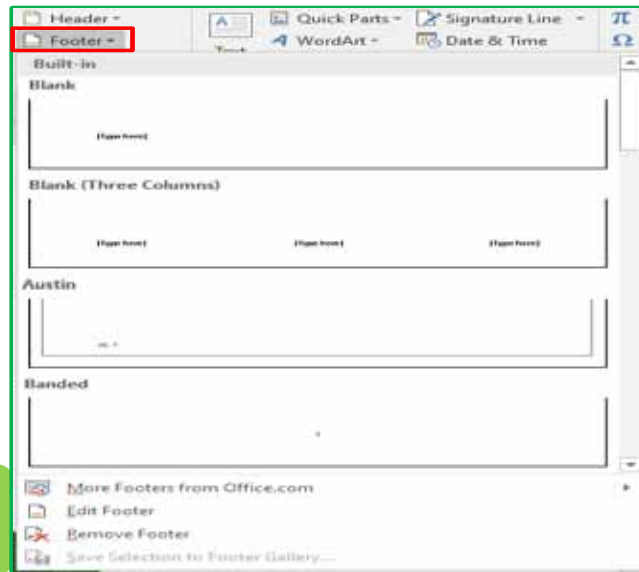 Header
Quick Parts
Signature Line
π
Footer
A
Text
WordArt
Date & Time
Ω
Built-in
Blank
[Type here]
Blank (Three Columns)
[Type here] [Type here] [Type here]
Austin
Banded
More Footers from Office.com
Edit Footer
Remove Footer
Save Selection to Footer Gallery...